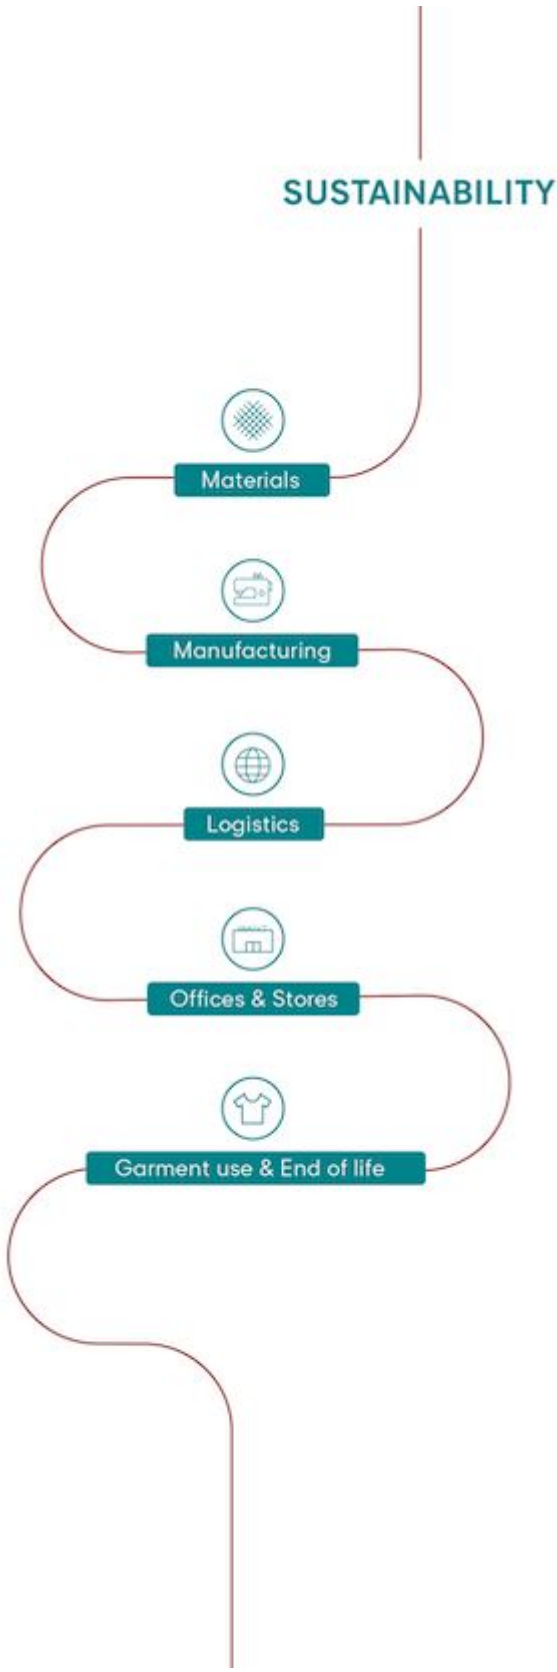 SUSTAINABILITY
Materials
Manufacturing
Logistics
Offices & Stores
Garment use & End of life